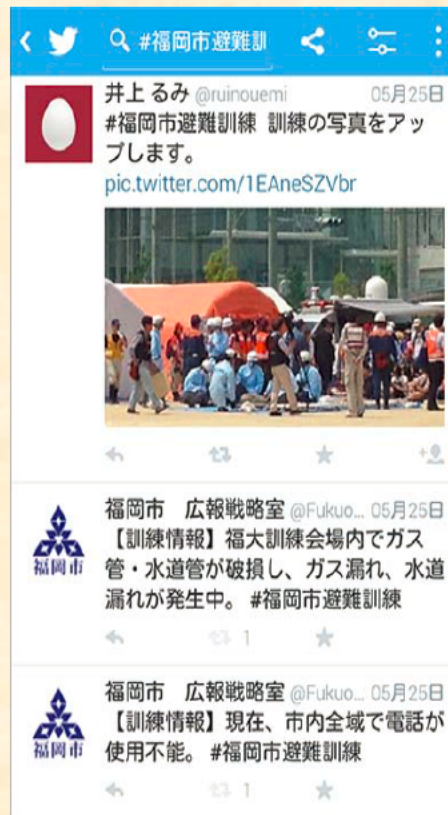 #福岡市避難訓
井上 るみ @ruinouemi 05月25日
#福岡市避難訓練 訓練の写真をアッ
プします。
pic.twitter.com/1EAneSZVbr
福岡市 広報戦略室 @Fukuo... 05月25日
【訓練情報】福大訓練会場内でガス
管・水道管が破損し、ガス漏れ、水道
漏れが発生中。 #福岡市避難訓練
福岡市
1
福岡市 広報戦略室 @Fukuo... 05月25日
【訓練情報】現在、市内全域で電話が
使用不能。 #福岡市避難訓練
福岡市
1